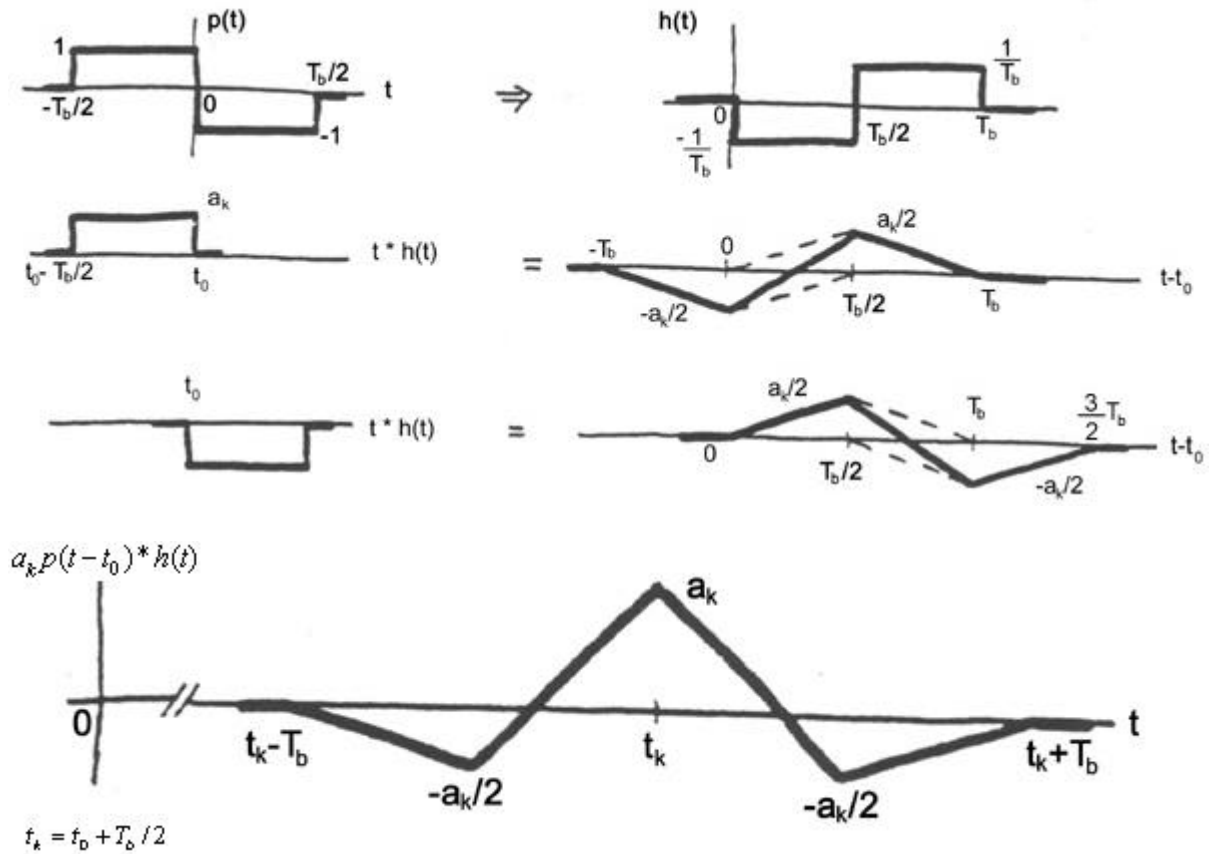 p(t)
1
-T_b/2
0
T_b/2
t
-1
⇒
h(t)
0
-1/T_b
T_b/2
1/T_b
T_b
a_k
t_0- T_b/2
t_0
t * h(t)
=
-T_b
0
-a_k/2
a_k/2
T_b/2
T_b
t-t_0
t_0
t * h(t)
=
0
a_k/2
T_b/2
T_b
-a_k/2
3/2 T_b
t-t_0
a_k p(t-t_0)*h(t)
0
t_k-T_b
-a_k/2
a_k
t_k
-a_k/2
t_k+T_b
t
t_k = t_0 + T_b/2